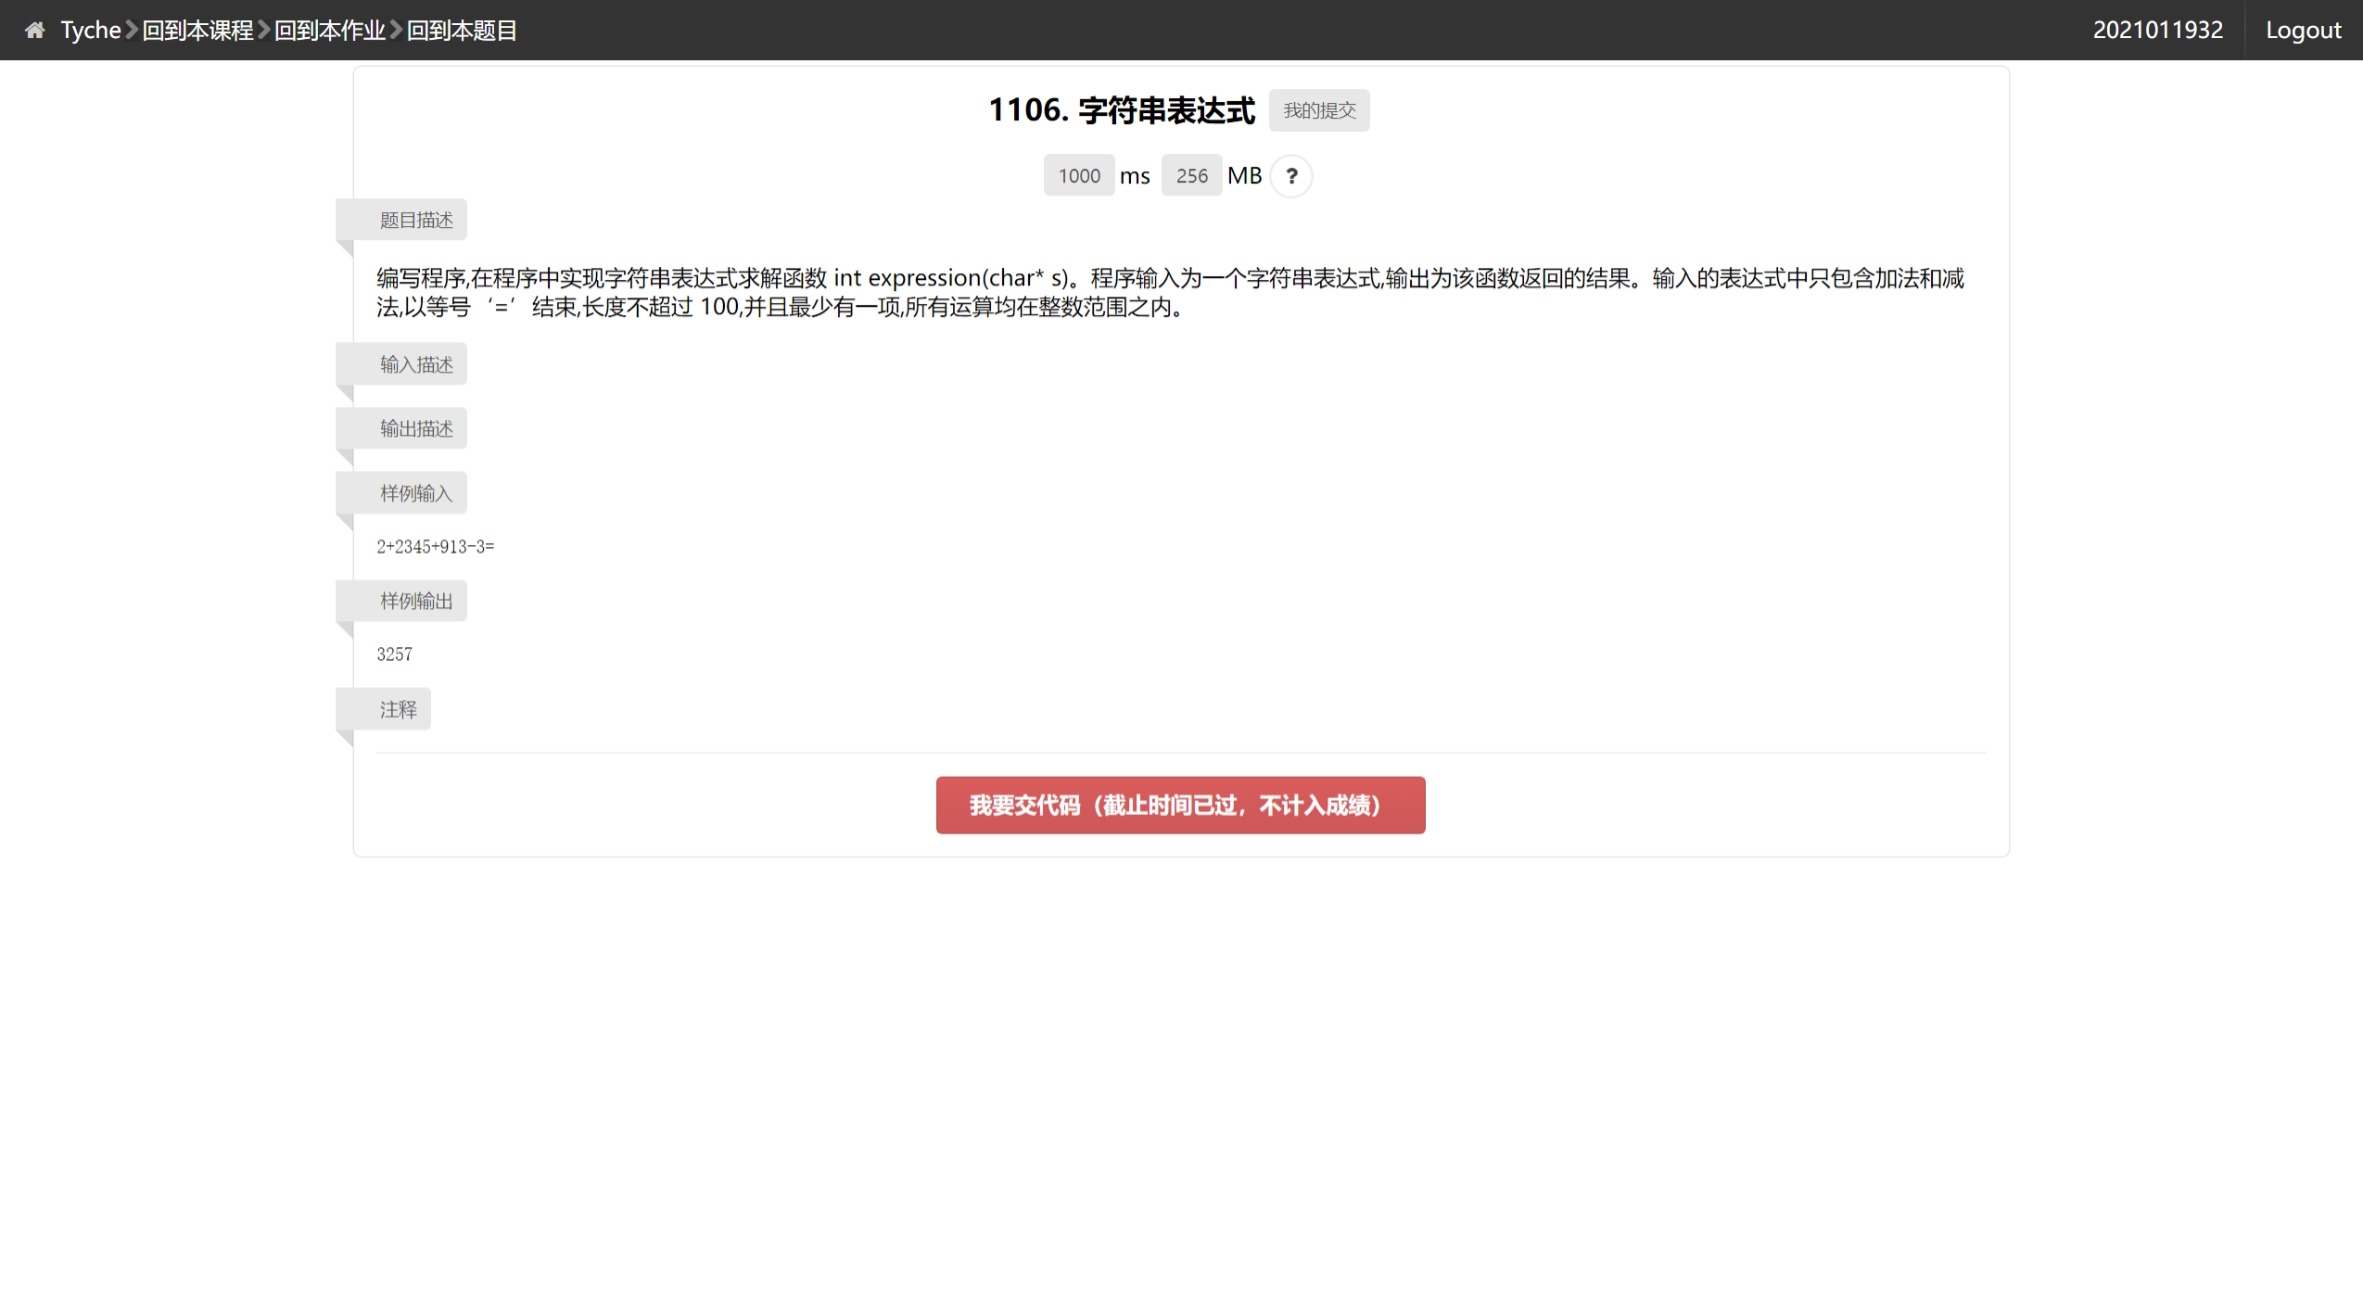 Tyche 回到本课程 回到本作业 回到本题目 2021011932 Logout
1106. 字符串表达式 我的提交
1000 ms 256 MB ?
题目描述
编写程序,在程序中实现字符串表达式求解函数 int expression(char* s)。程序输入为一个字符串表达式,输出为该函数返回的结果。输入的表达式中只包含加法和减
法,以等号‘=’结束,长度不超过 100,并且最少有一项,所有运算均在整数范围之内。
输入描述
输出描述
样例输入
2+2345+913-3=
样例输出
3257
注释
我要交代码（截止时间已过，不计入成绩）